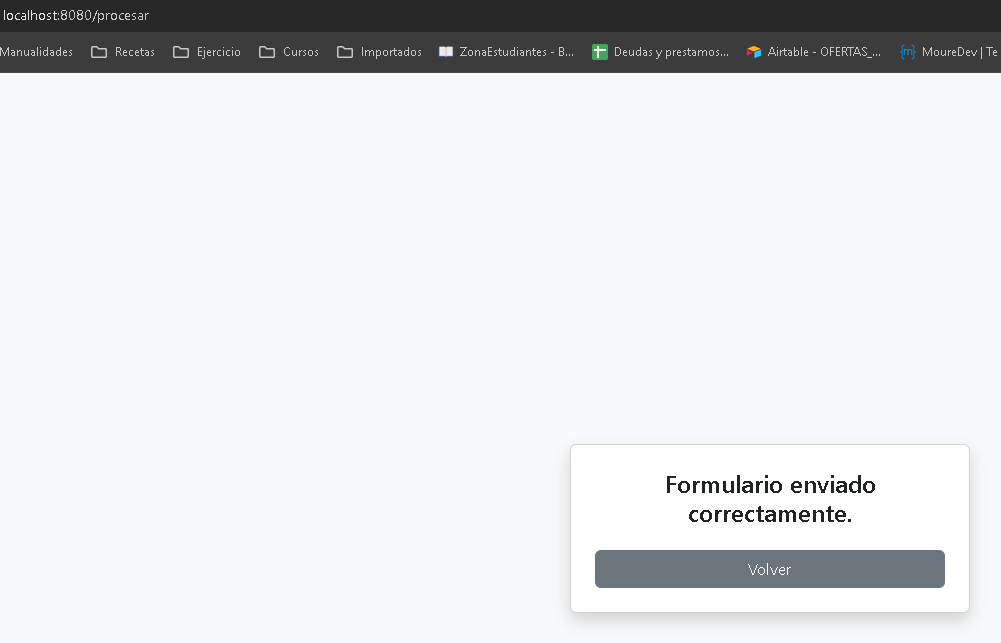 localhost:8080/procesar
Manualidades Recetas Ejercicio Cursos Importados ZonaEstudiantes - B... Deudas y prestamos... Airtable - OFERTAS_... {m} MoureDev | Te
Formulario enviado
correctamente.
Volver